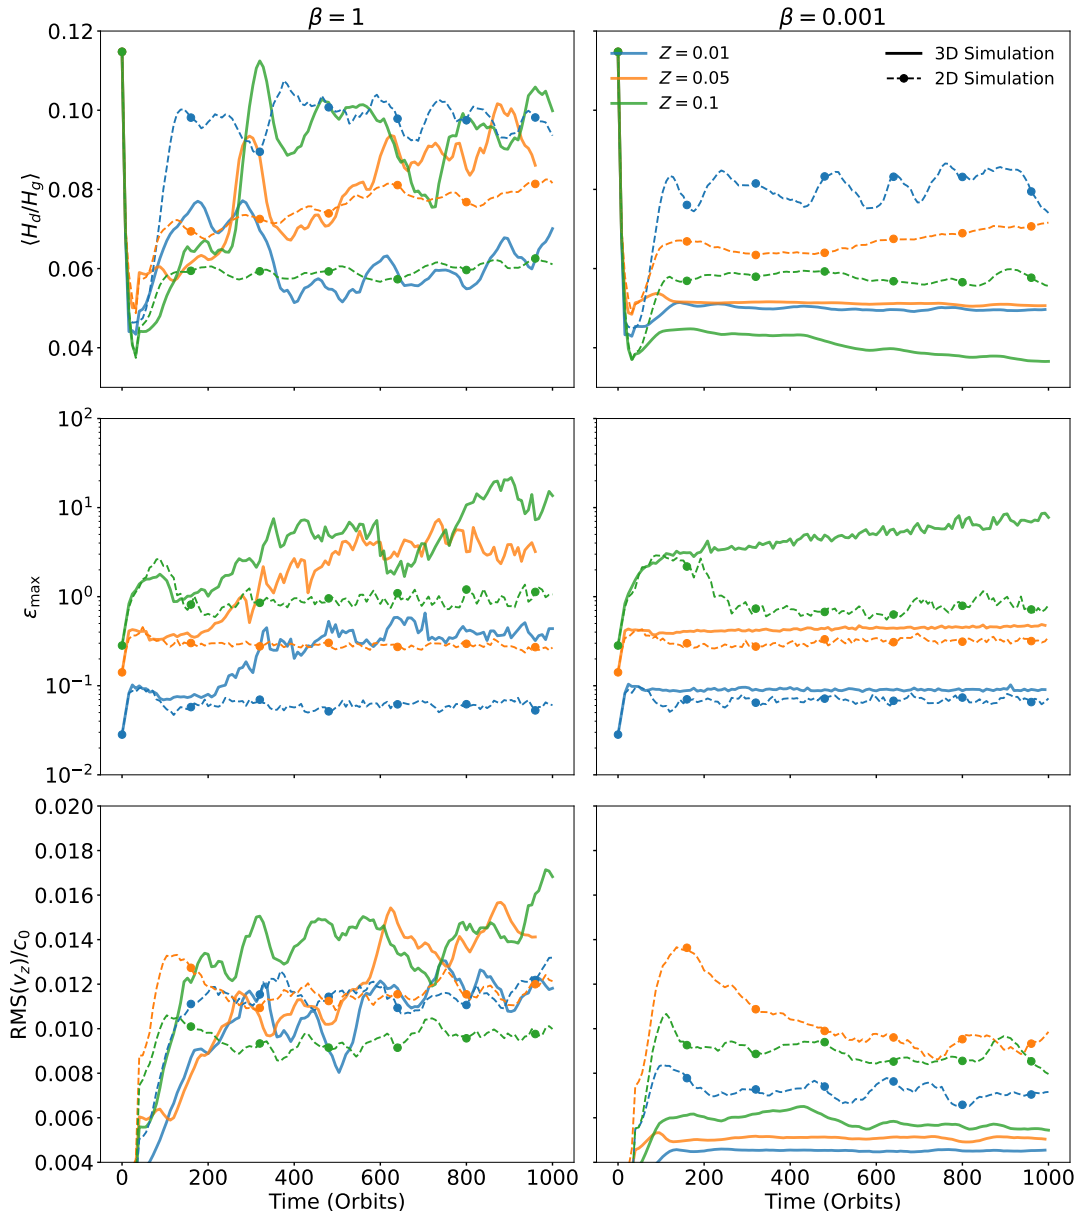 β = 1
β = 0.001
0.12
0.10
0.08
0.06
0.04
⟨H_d/H_g⟩
Z = 0.01
Z = 0.05
Z = 0.1
3D Simulation
2D Simulation
10^2
10^1
10^0
10^−1
10^−2
ε_max
0.020
0.018
0.016
0.014
0.012
0.010
0.008
0.006
0.004
RMS(v_z)/c_0
0 200 400 600 800 1000
0 200 400 600 800 1000
Time (Orbits)
Time (Orbits)